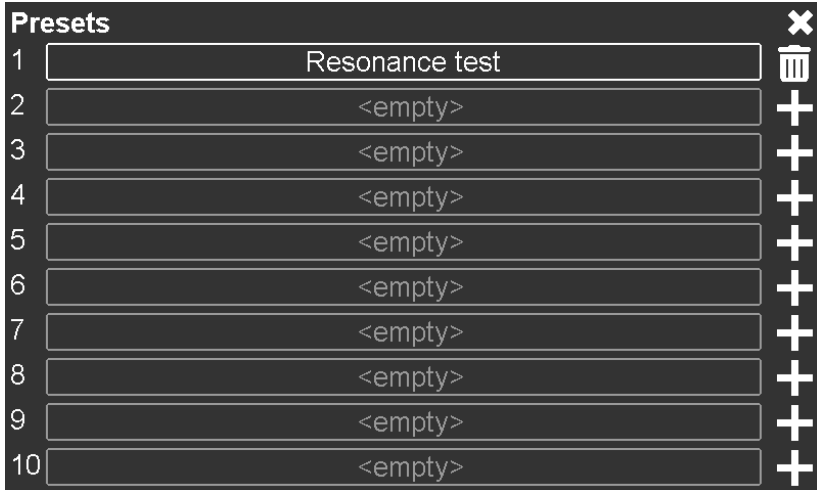 Presets
1 Resonance test
2 <empty>
3 <empty>
4 <empty>
5 <empty>
6 <empty>
7 <empty>
8 <empty>
9 <empty>
10 <empty>